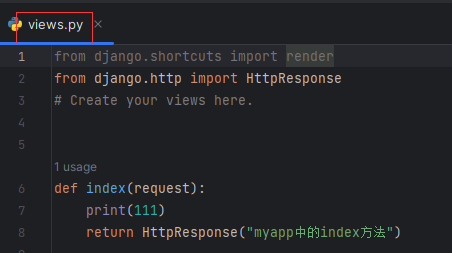 views.py
1 from django.shortcuts import render
2 from django.http import HttpResponse
3 # Create your views here.
4
5
1 usage
6 def index(request):
7 print(111)
8 return HttpResponse("myapp中的index方法")